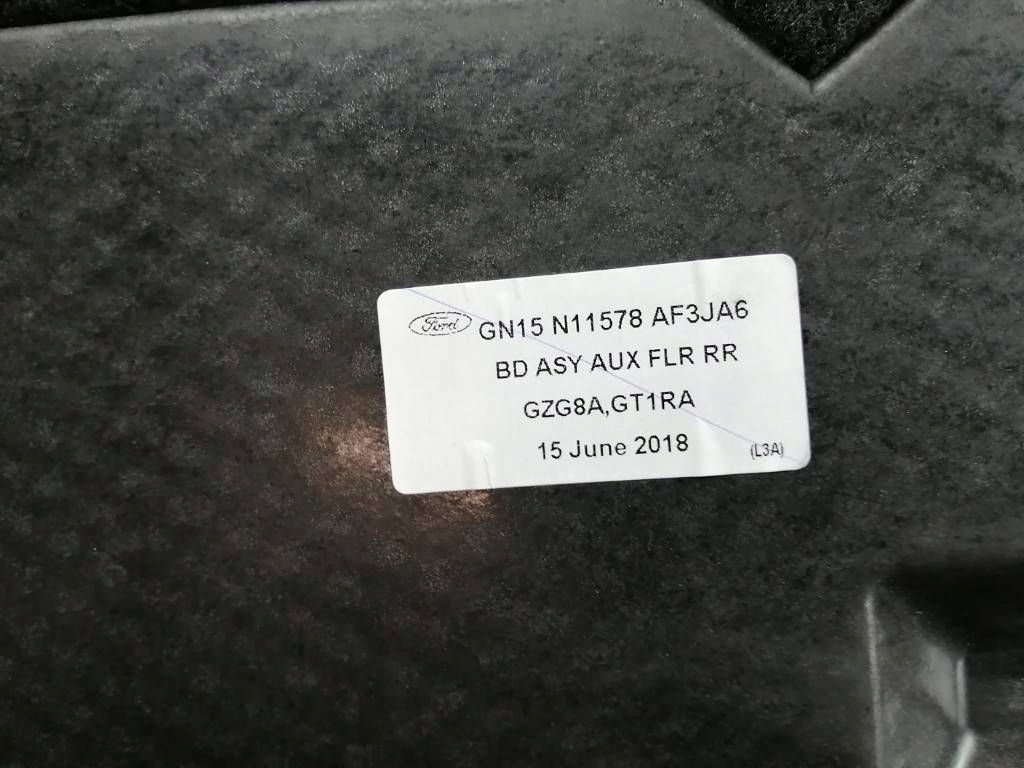 Ford GN15 N11578 AF3JA6
BD ASY AUX FLR RR
GZG8A,GT1RA
15 June 2018 (L3A)